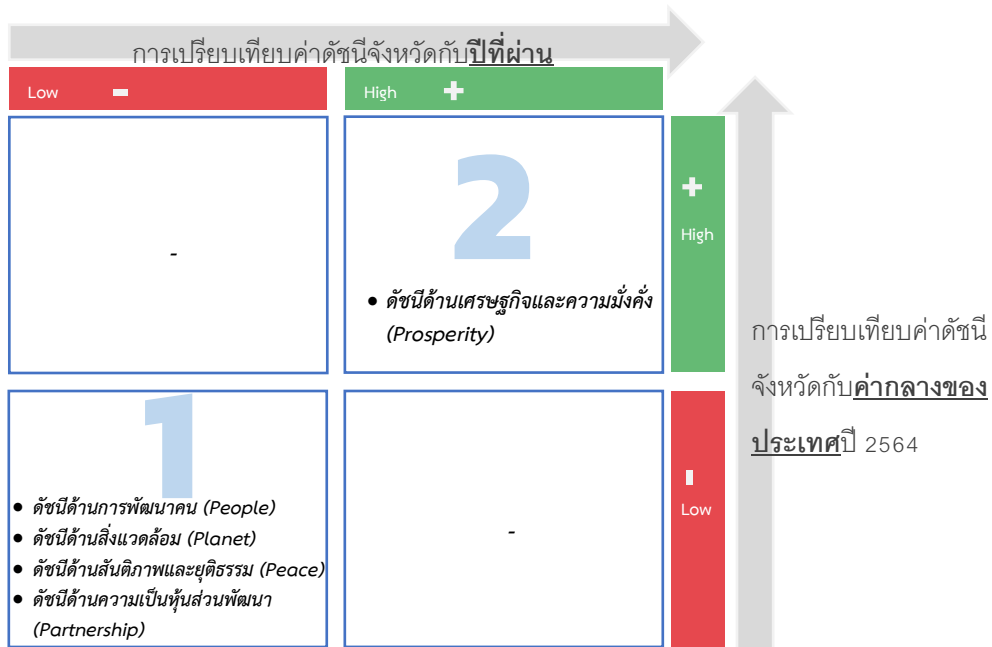 การเปรียบเทียบค่าดัชนีจังหวัดกับปีที่ผ่าน
Low -
High +
-
2
• ดัชนีด้านเศรษฐกิจและความมั่งคั่ง
(Prosperity)
+
High
การเปรียบเทียบค่าดัชนี
จังหวัดกับค่ากลางของ
ประเทศปี 2564
1
• ดัชนีด้านการพัฒนาคน (People)
• ดัชนีด้านสิ่งแวดล้อม (Planet)
• ดัชนีด้านสันติภาพและยุติธรรม (Peace)
• ดัชนีด้านความเป็นหุ้นส่วนพัฒนา
(Partnership)
-
-
Low